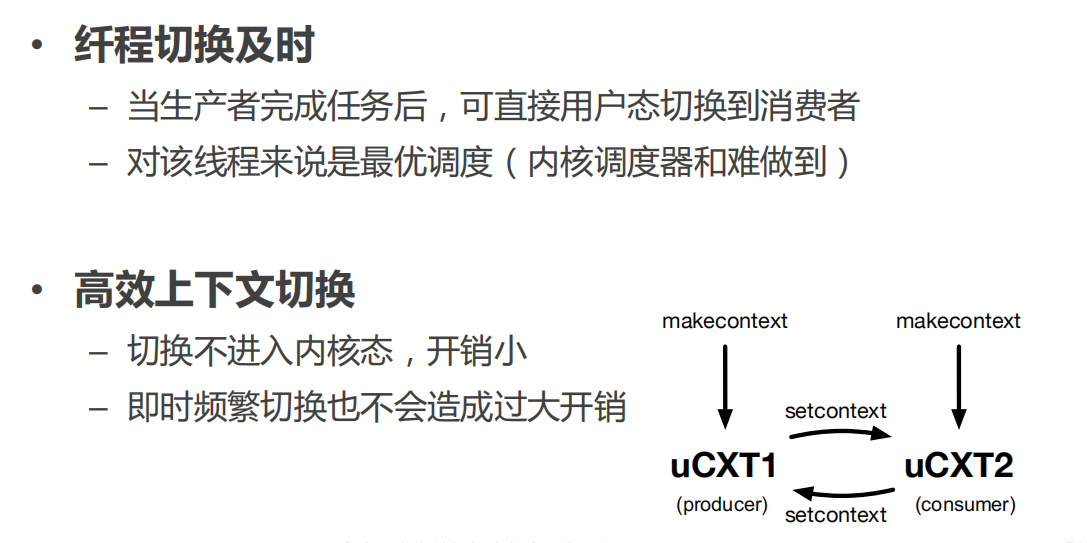 • 纤程切换及时
– 当生产者完成任务后，可直接用户态切换到消费者
– 对该线程来说是最优调度（内核调度器和难做到）
• 高效上下文切换
– 切换不进入内核态，开销小
– 即时频繁切换也不会造成过大开销
makecontext makecontext
setcontext
uCXT1 uCXT2
(producer) (consumer)
setcontext